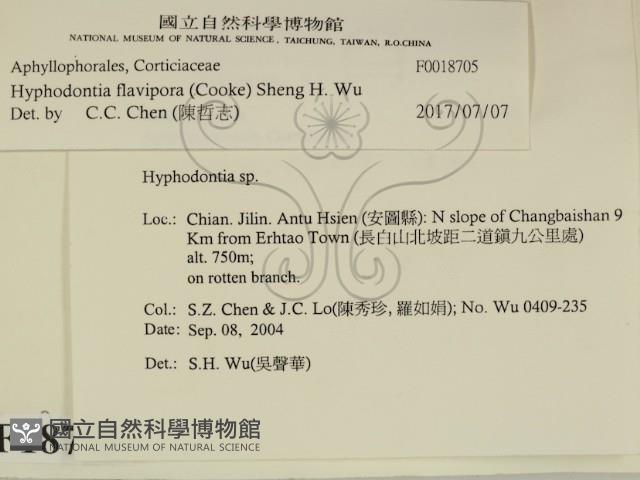 國立自然科學博物館
NATIONAL MUSEUM OF NATURAL SCIENCE, TAICHUNG, TAIWAN, R.O.CHINA
Aphyllophorales, Corticiaceae F0018705
Hyphodontia flavipora (Cooke) Sheng H. Wu
Det. by C.C. Chen (陳哲志) 2017/07/07
Hyphodontia sp.
Loc.: Chian. Jilin. Antu Hsien (安圖縣): N slope of Changbaishan 9
Km from Erhtao Town (長白山北坡距二道鎮九公里處)
alt. 750m;
on rotten branch.
Col.: S.Z. Chen & J.C. Lo(陳秀珍, 羅如娟); No. Wu 0409-235
Date: Sep. 08, 2004
Det.: S.H. Wu(吳聲華)
國立自然科學博物館
NATIONAL MUSEUM OF NATURAL SCIENCE